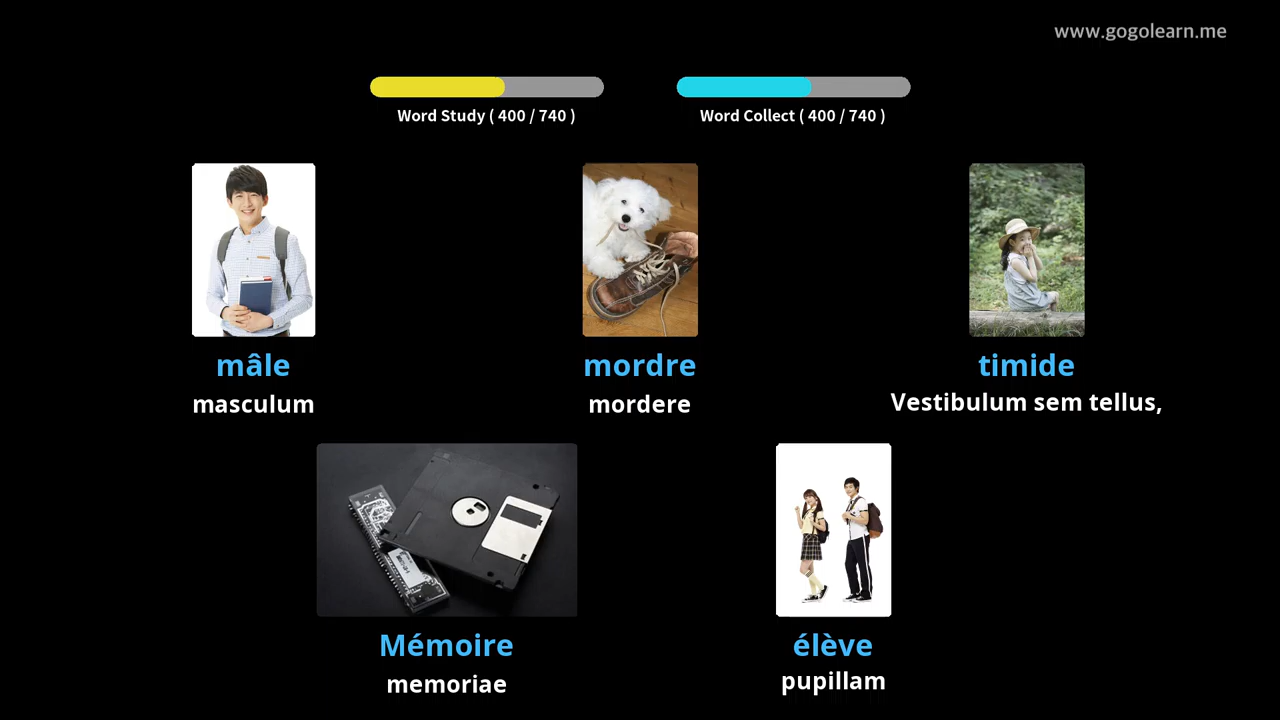 www.gogolearn.me
Word Study ( 400 / 740 )
Word Collect ( 400 / 740 )
mâle
masculum
mordre
mordere
timide
Vestibulum sem tellus,
Mémoire
memoriae
élève
pupillam